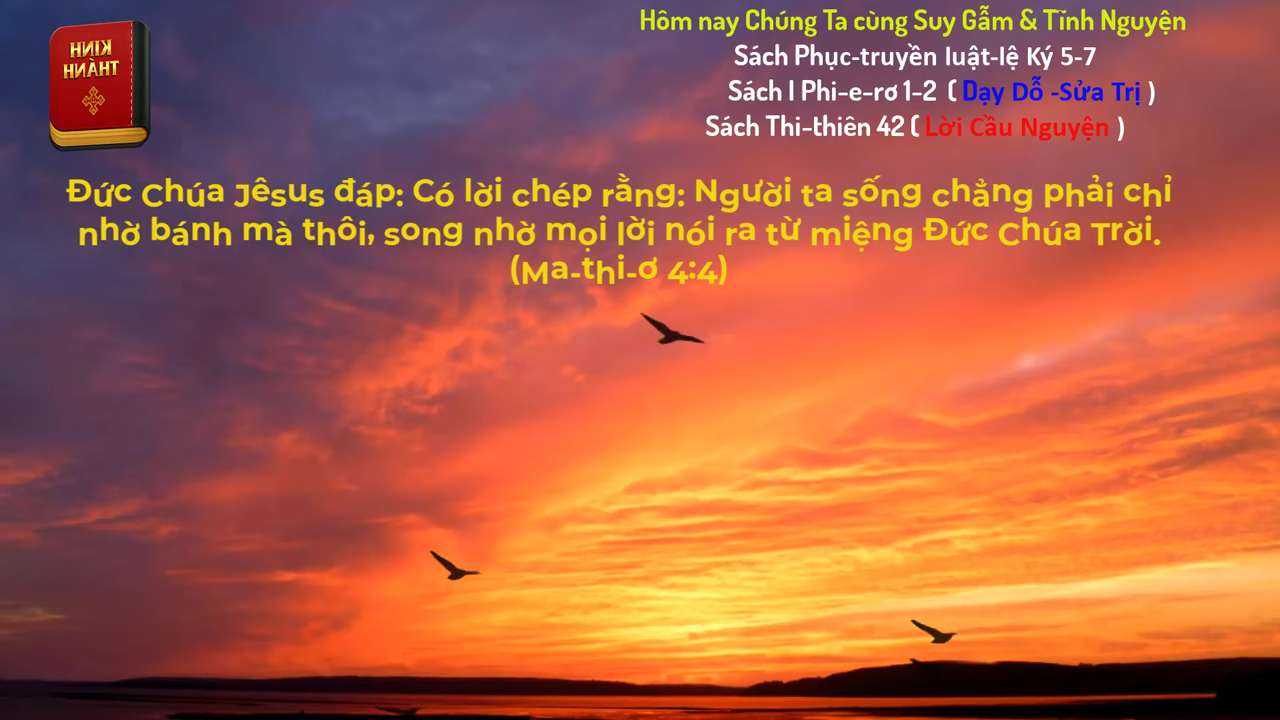 KINH
THÀNH
Hôm nay Chúng Ta cùng Suy Gẫm & Tĩnh Nguyện
Sách Phục-truyền luật-lệ Ký 5-7
Sách I Phi-e-rơ 1-2 ( Dạy Dỗ -Sửa Trị )
Sách Thi-thiên 42 ( Lời Cầu Nguyện )
Đức Chúa Jêsus đáp: Có lời chép rằng: Người ta sống chẳng phải chỉ
nhờ bánh mà thôi, song nhờ mọi lời nói ra từ miệng Đức Chúa Trời.
(Ma-thi-ơ 4:4)